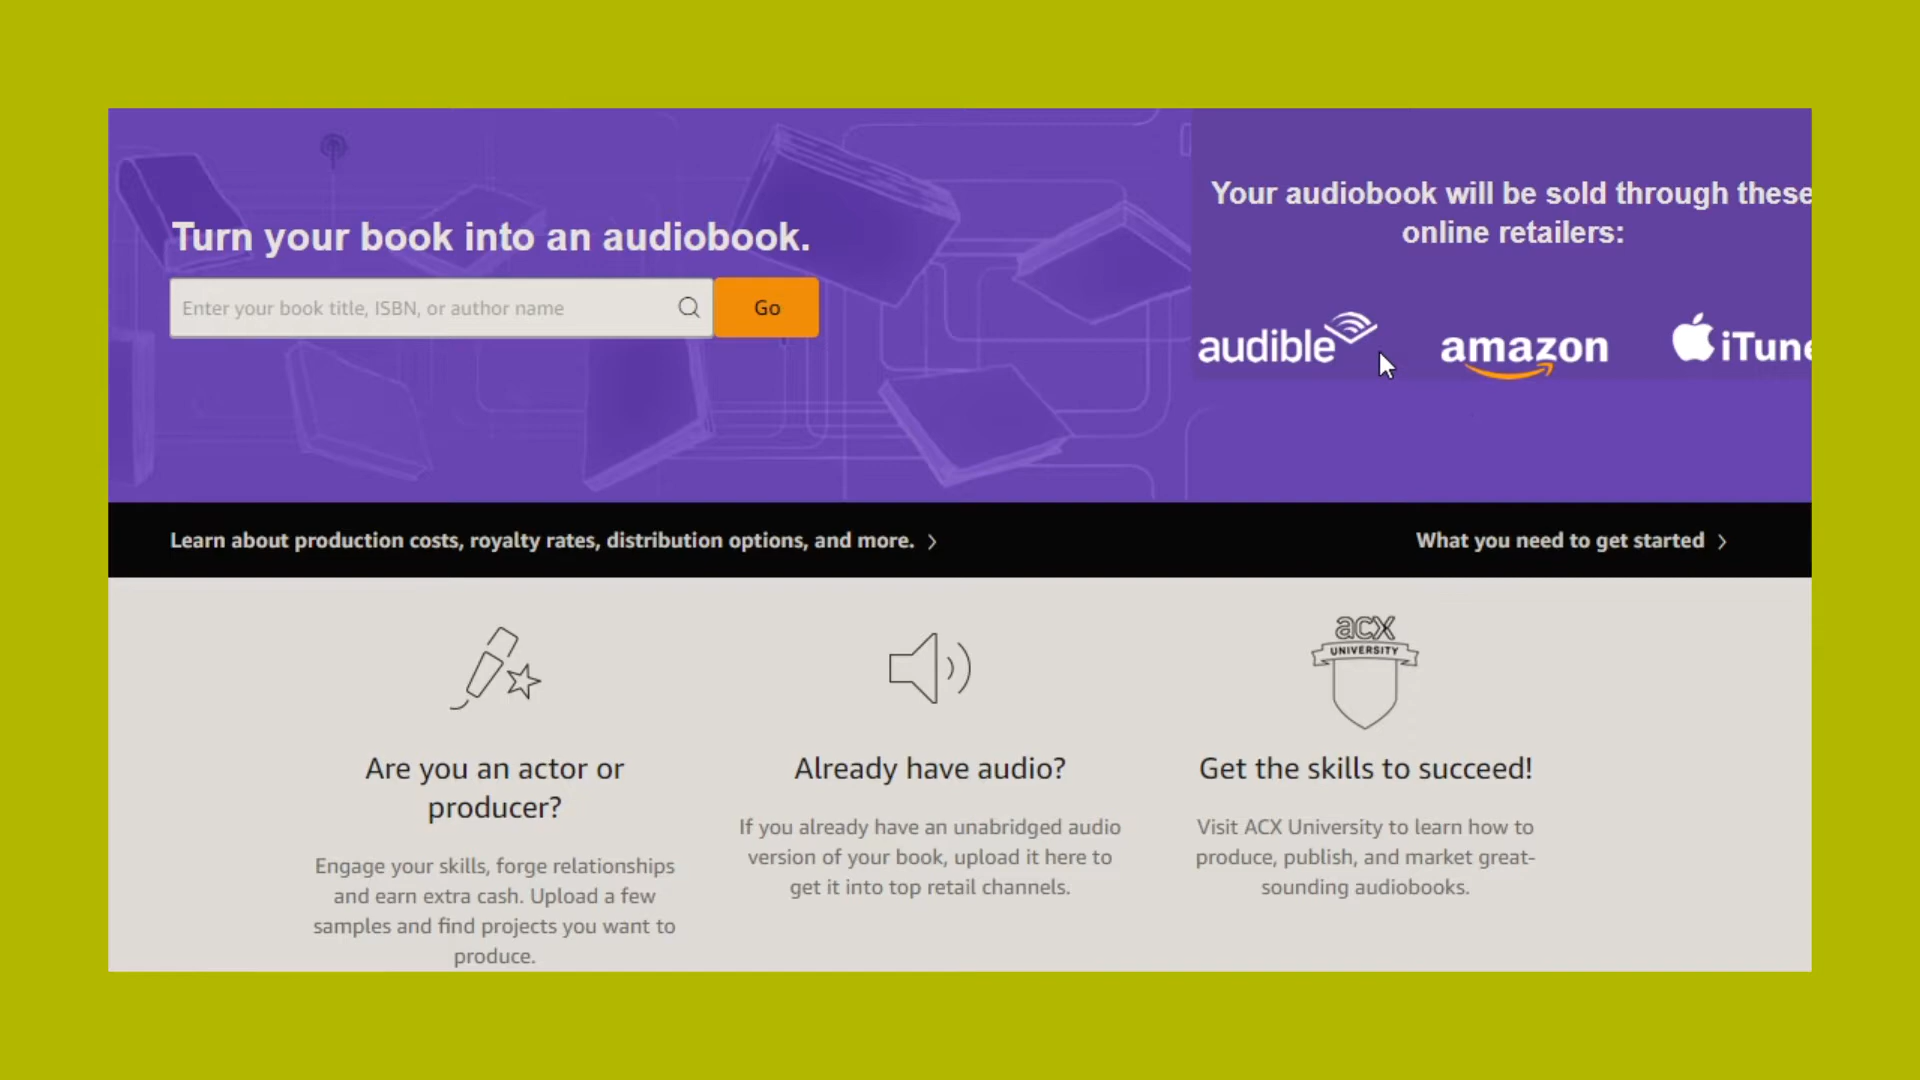 Turn your book into an audiobook.
Enter your book title, ISBN, or author name
Go
Your audiobook will be sold through these
online retailers:
audible
amazon
iTune
Learn about production costs, royalty rates, distribution options, and more.
What you need to get started
Are you an actor or
producer?
Engage your skills, forge relationships
and earn extra cash. Upload a few
samples and find projects you want to
produce.
Already have audio?
If you already have an unabridged audio
version of your book, upload it here to
get it into top retail channels.
acx
UNIVERSITY
Get the skills to succeed!
Visit ACX University to learn how to
produce, publish, and market great-
sounding audiobooks.